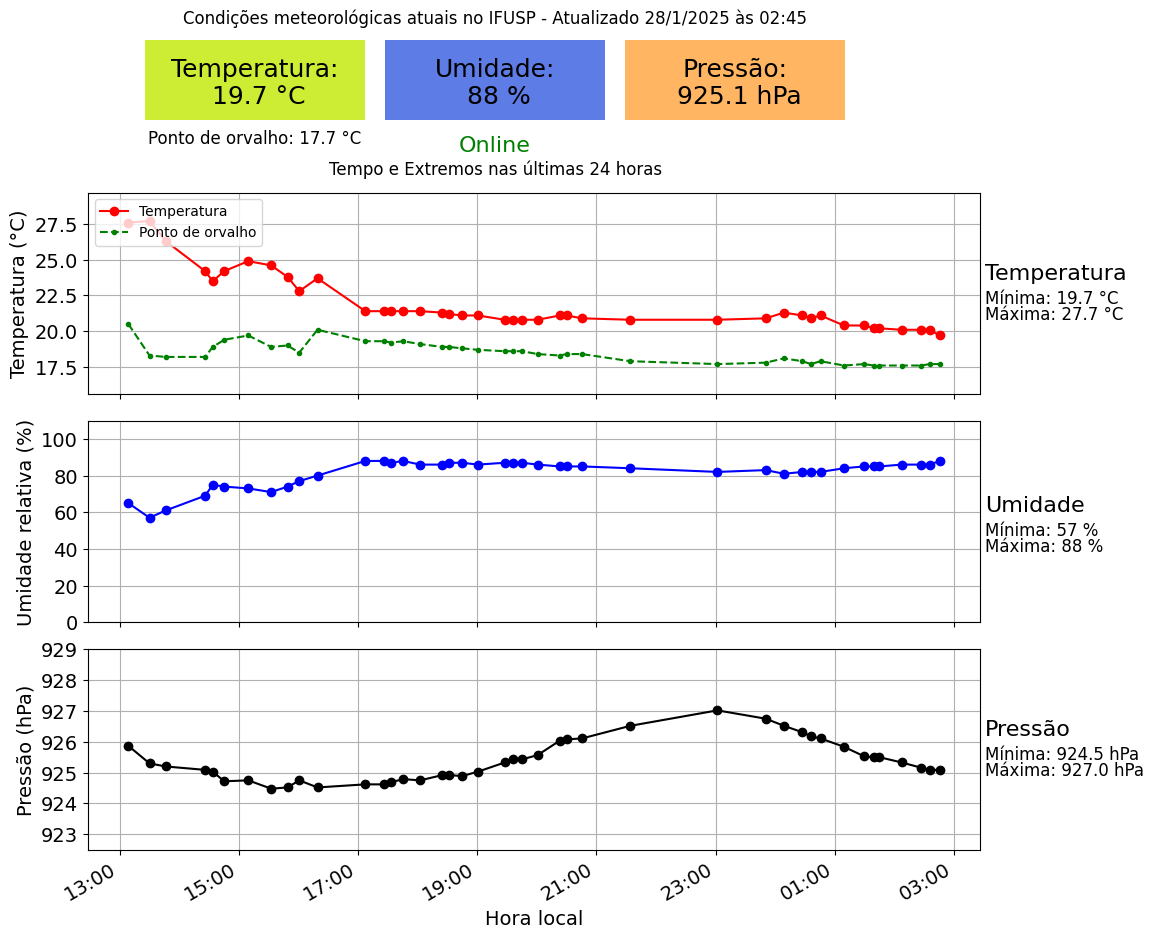 Condições meteorológicas atuais no IFUSP - Atualizado 28/1/2025 às 02:45
Temperatura:
19.7 °C
Umidade:
88 %
Pressão:
925.1 hPa
Ponto de orvalho: 17.7 °C
Online
Tempo e Extremos nas últimas 24 horas
Temperatura (°C)
27.5
25.0
22.5
20.0
17.5
Temperatura
Ponto de orvalho
Temperatura
Mínima: 19.7 °C
Máxima: 27.7 °C
Umidade relativa (%)
100
80
60
40
20
0
Umidade
Mínima: 57 %
Máxima: 88 %
Pressão (hPa)
929
928
927
926
925
924
923
Pressão
Mínima: 924.5 hPa
Máxima: 927.0 hPa
13:00
15:00
17:00
19:00
21:00
23:00
01:00
03:00
Hora local